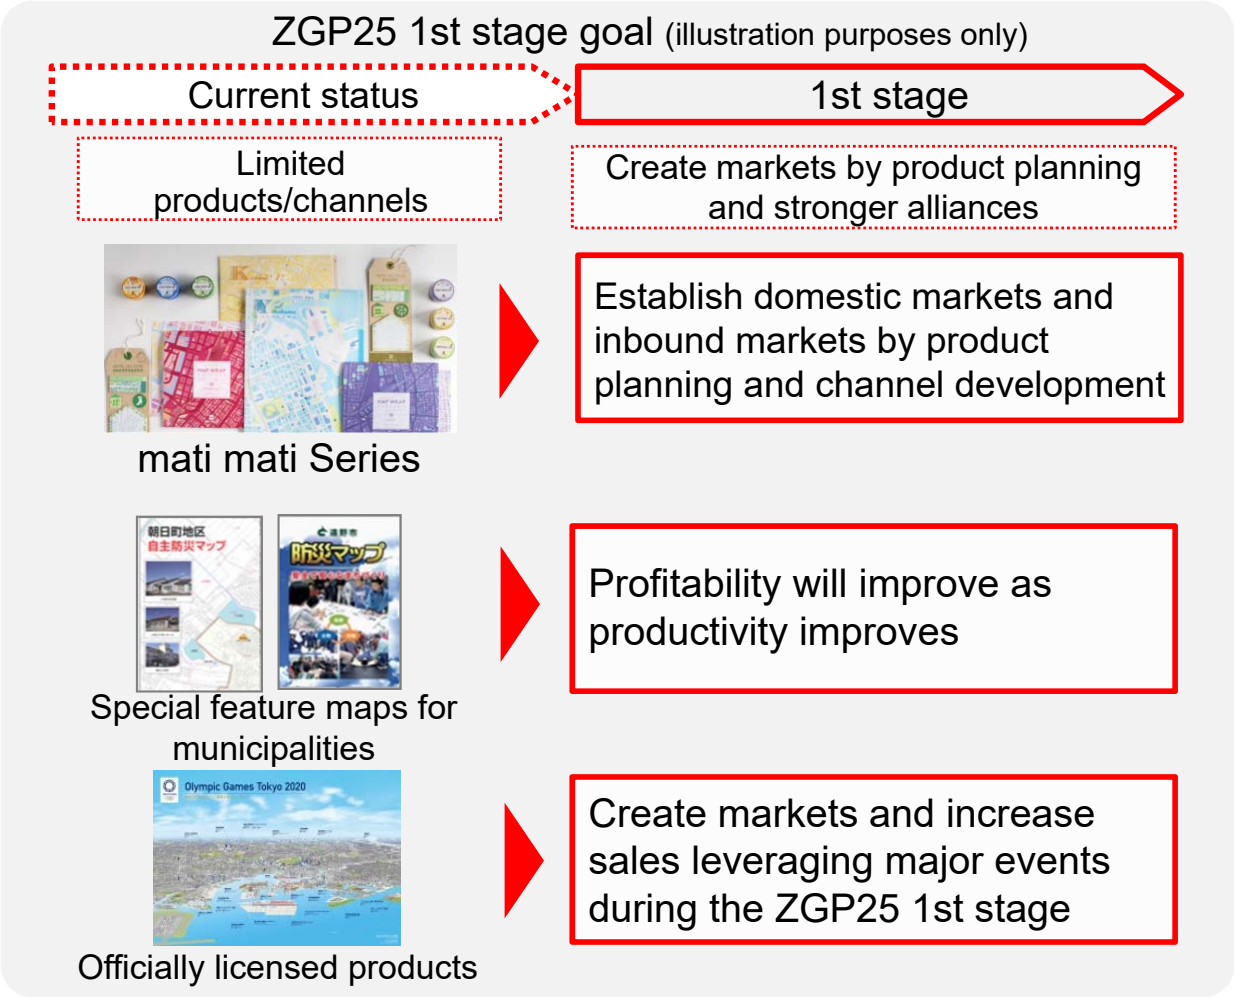 ZGP25 1st stage goal (illustration purposes only)
Current status
1st stage
Limited
products/channels
Create markets by product planning
and stronger alliances
Establish domestic markets and
inbound markets by product
planning and channel development
mati mati Series
朝日町地区
自主防災マップ
遠野市
防災マップ
Profitability will improve as
productivity improves
Special feature maps for
municipalities
Olympic Games Tokyo 2020
Create markets and increase
sales leveraging major events
during the ZGP25 1st stage
Officially licensed products